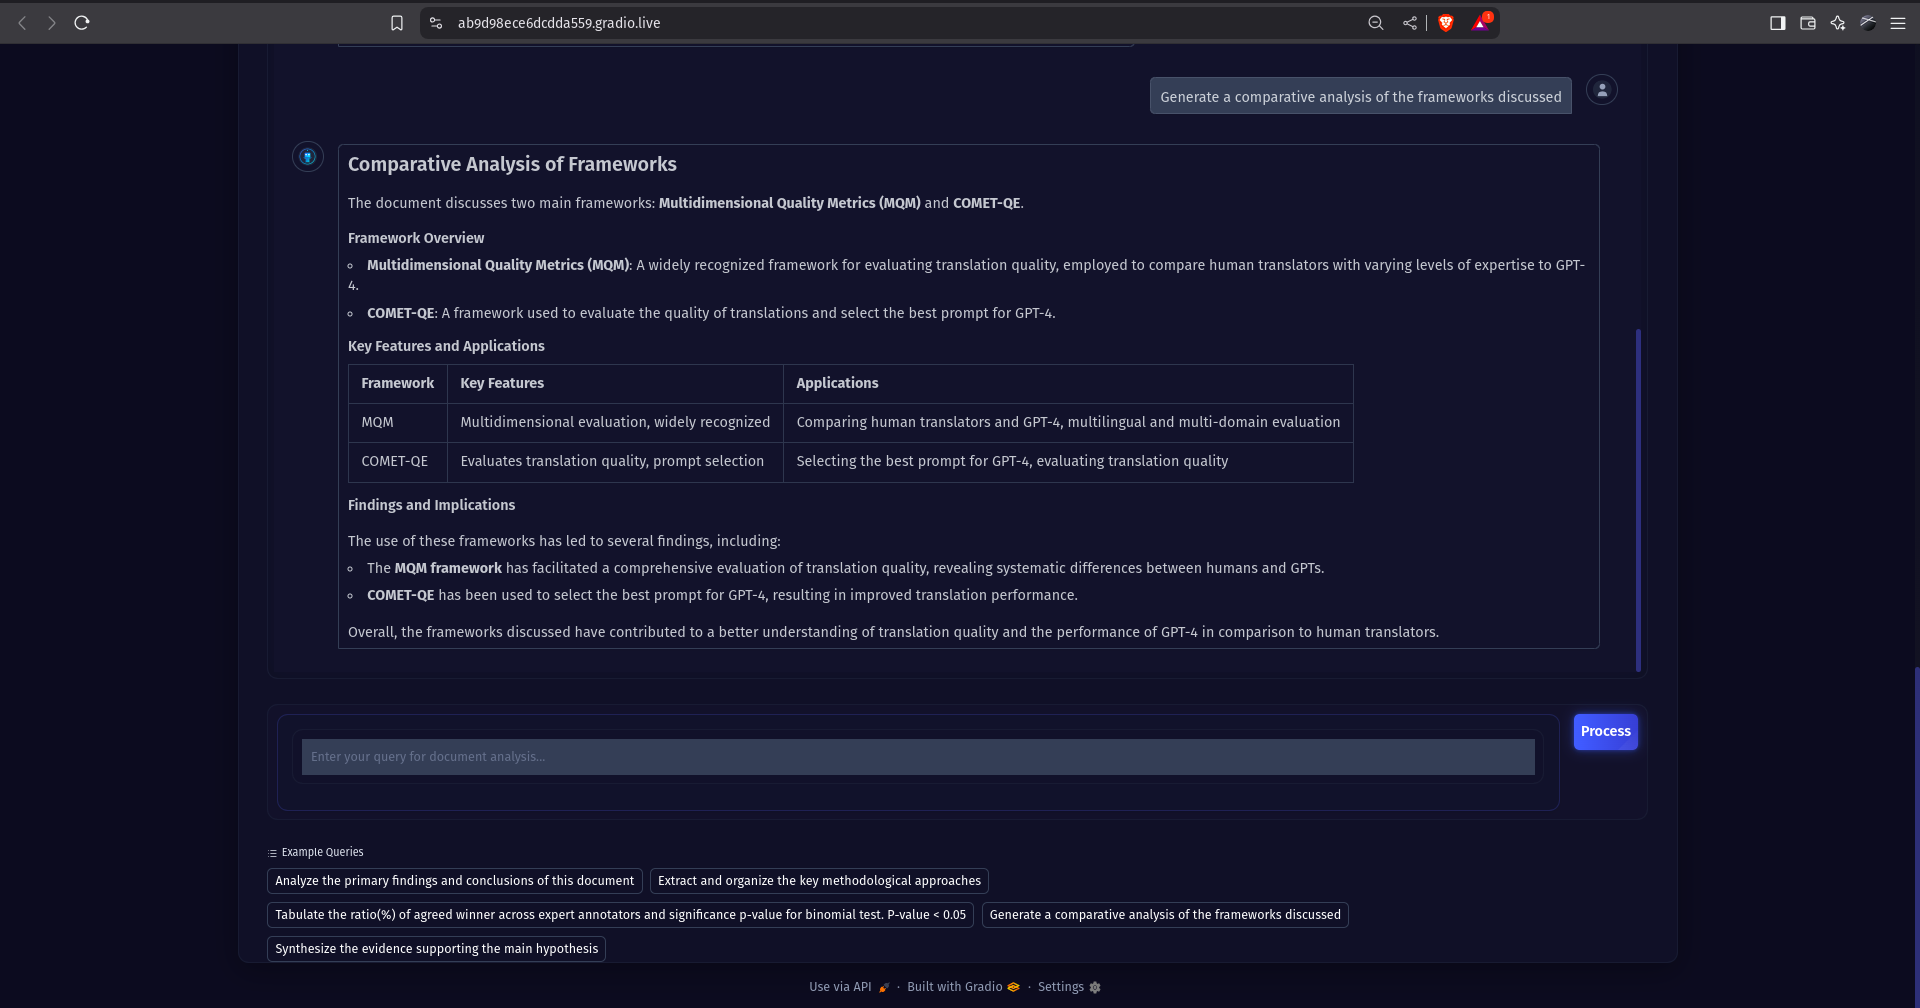 ab9d98ece6dcdda559.gradio.live
1
Generate a comparative analysis of the frameworks discussed
Comparative Analysis of Frameworks
The document discusses two main frameworks: Multidimensional Quality Metrics (MQM) and COMET-QE.
Framework Overview
Multidimensional Quality Metrics (MQM): A widely recognized framework for evaluating translation quality, employed to compare human translators with varying levels of expertise to GPT-
4.
COMET-QE: A framework used to evaluate the quality of translations and select the best prompt for GPT-4.
Key Features and Applications
Framework Key Features Applications
MQM Multidimensional evaluation, widely recognized Comparing human translators and GPT-4, multilingual and multi-domain evaluation
COMET-QE Evaluates translation quality, prompt selection Selecting the best prompt for GPT-4, evaluating translation quality
Findings and Implications
The use of these frameworks has led to several findings, including:
The MQM framework has facilitated a comprehensive evaluation of translation quality, revealing systematic differences between humans and GPTs.
COMET-QE has been used to select the best prompt for GPT-4, resulting in improved translation performance.
Overall, the frameworks discussed have contributed to a better understanding of translation quality and the performance of GPT-4 in comparison to human translators.
Enter your query for document analysis...
Process
Example Queries
Analyze the primary findings and conclusions of this document Extract and organize the key methodological approaches
Tabulate the ratio(%) of agreed winner across expert annotators and significance p-value for binomial test. P-value < 0.05 Generate a comparative analysis of the frameworks discussed
Synthesize the evidence supporting the main hypothesis
Use via API · Built with Gradio · Settings